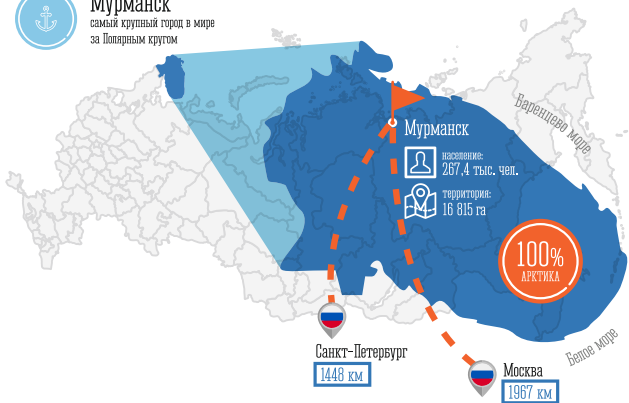 Мурманск
самый крупный город в мире
за Полярным кругом
Баренцево море
Мурманск
население:
267,4 тыс. чел.
территория:
16 815 га
100%
АРКТИКА
Белое море
Санкт-Петербург
1448 км
Москва
1967 км